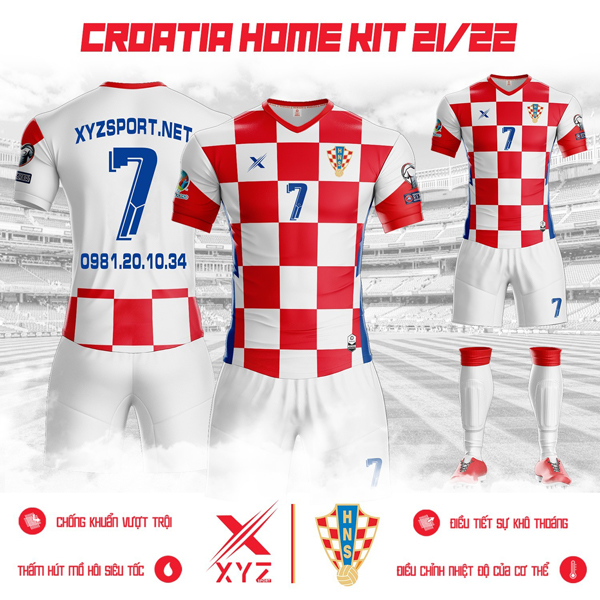 CROATIA HOME KIT 21/22
XYZSPORT.NET
7
0981.20.10.34
7
7
7
7
HNS
CHỐNG KHUẨN VƯỢT TRỘI
THẤM HÚT MỒ HÔI SIÊU TỐC
XYZ
SPORT
HNS
ĐIỀU TIẾT SỰ KHÔ THOÁNG
ĐIỀU CHỈNH NHIỆT ĐỘ CỦA CƠ THỂ